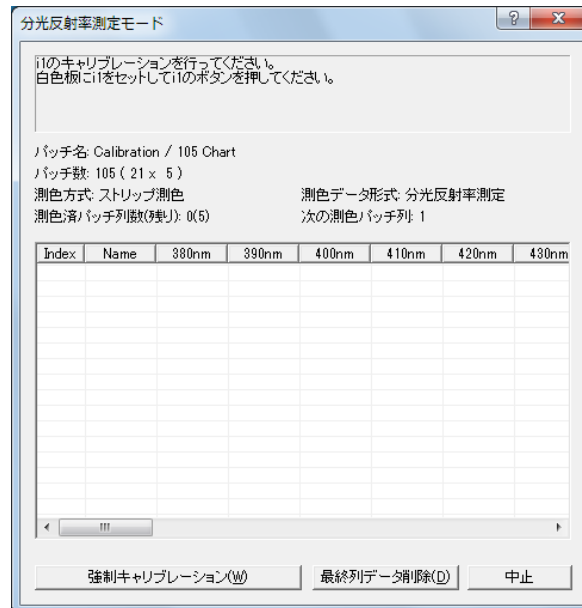 分光反射率測定モード
i1のキャリブレーションを行ってください。
白色板にi1をセットしてi1のボタンを押してください。
パッチ名: Calibration / 105 Chart
パッチ数: 105 ( 21 x 5 )
測色方式: ストリップ測色 測色データ形式: 分光反射率測定
測色済パッチ列数(残り): 0(5) 次の測色パッチ列: 1
Index Name 380nm 390nm 400nm 410nm 420nm 430nm
強制キャリブレーション(W) 最終列データ削除(D) 中止